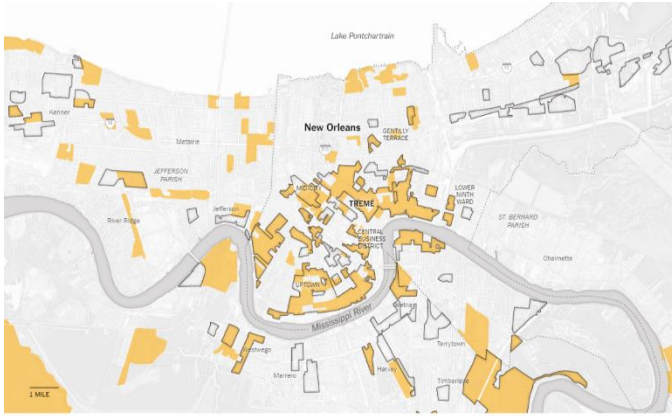 Lake Pontchartrain
New Orleans
Kenner
GENTILLY
TERRACE
Metairie
JEFFERSON
PARISH
MID-CITY
TREMÉ
LOWER
NINTH
WARD
River Ridge
Jefferson
ST. BERNARD
PARISH
CENTRAL
BUSINESS
DISTRICT
Chalmette
UPTOWN
Mississippi River
Gretna
Westwego
Terrytown
Marrero
Harvey
Timberlane
1 MILE